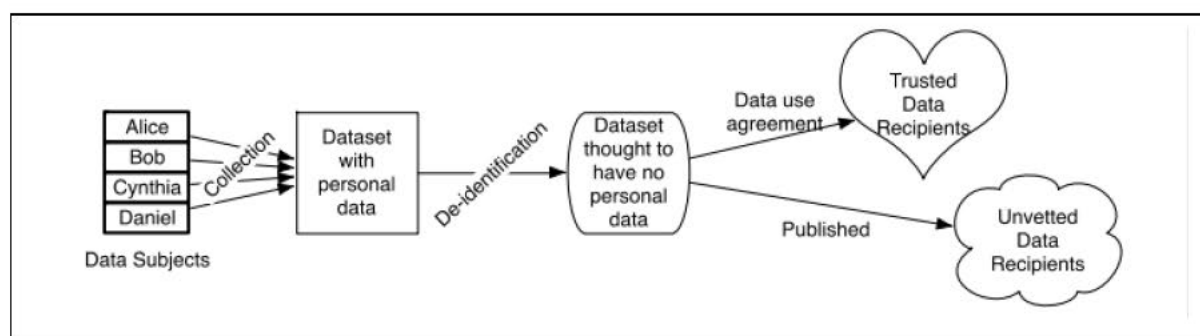 Alice
Bob
Cynthia
Daniel
Data Subjects
Collection
Dataset
with
personal
data
De-identification
Dataset
thought to
have no
personal
data
Data use
agreement
Trusted
Data
Recipients
Published
Unvetted
Data
Recipients